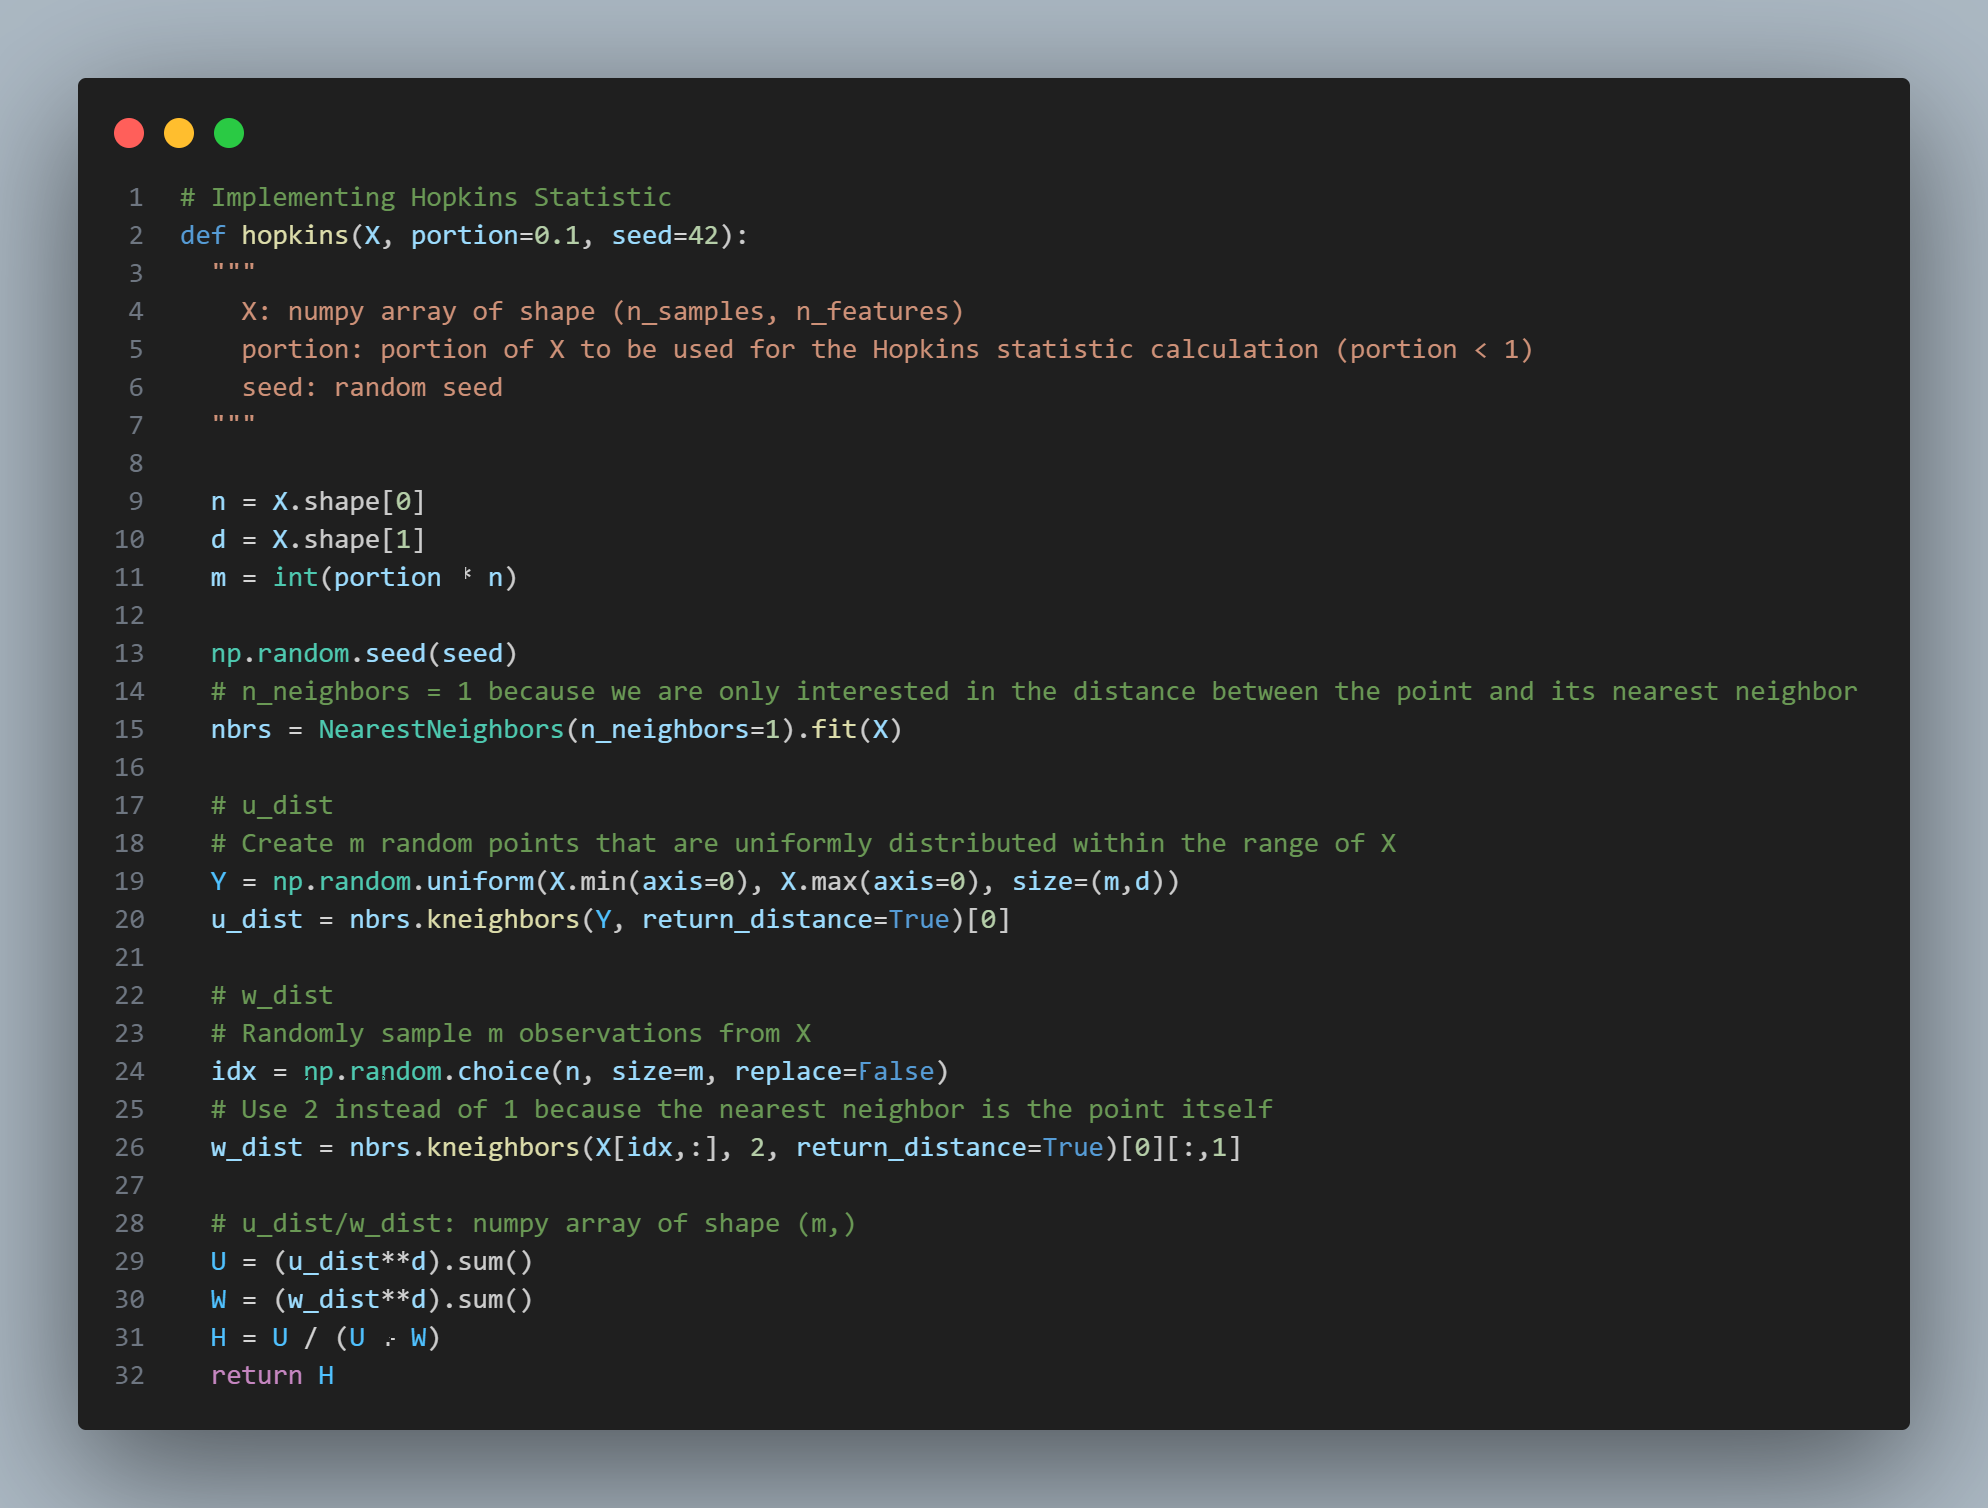 1 # Implementing Hopkins Statistic
2 def hopkins(X, portion=0.1, seed=42):
3   """
4     X: numpy array of shape (n_samples, n_features)
5     portion: portion of X to be used for the Hopkins statistic calculation (portion < 1)
6     seed: random seed
7   """
8
9   n = X.shape[0]
10   d = X.shape[1]
11   m = int(portion * n)
12
13   np.random.seed(seed)
14   # n_neighbors = 1 because we are only interested in the distance between the point and its nearest neighbor
15   nbrs = NearestNeighbors(n_neighbors=1).fit(X)
16
17   # u_dist
18   # Create m random points that are uniformly distributed within the range of X
19   Y = np.random.uniform(X.min(axis=0), X.max(axis=0), size=(m,d))
20   u_dist = nbrs.kneighbors(Y, return_distance=True)[0]
21
22   # w_dist
23   # Randomly sample m observations from X
24   idx = np.random.choice(n, size=m, replace=False)
25   # Use 2 instead of 1 because the nearest neighbor is the point itself
26   w_dist = nbrs.kneighbors(X[idx,:], 2, return_distance=True)[0][:,1]
27
28   # u_dist/w_dist: numpy array of shape (m,)
29   U = (u_dist**d).sum()
30   W = (w_dist**d).sum()
31   H = U / (U W)
32   return H